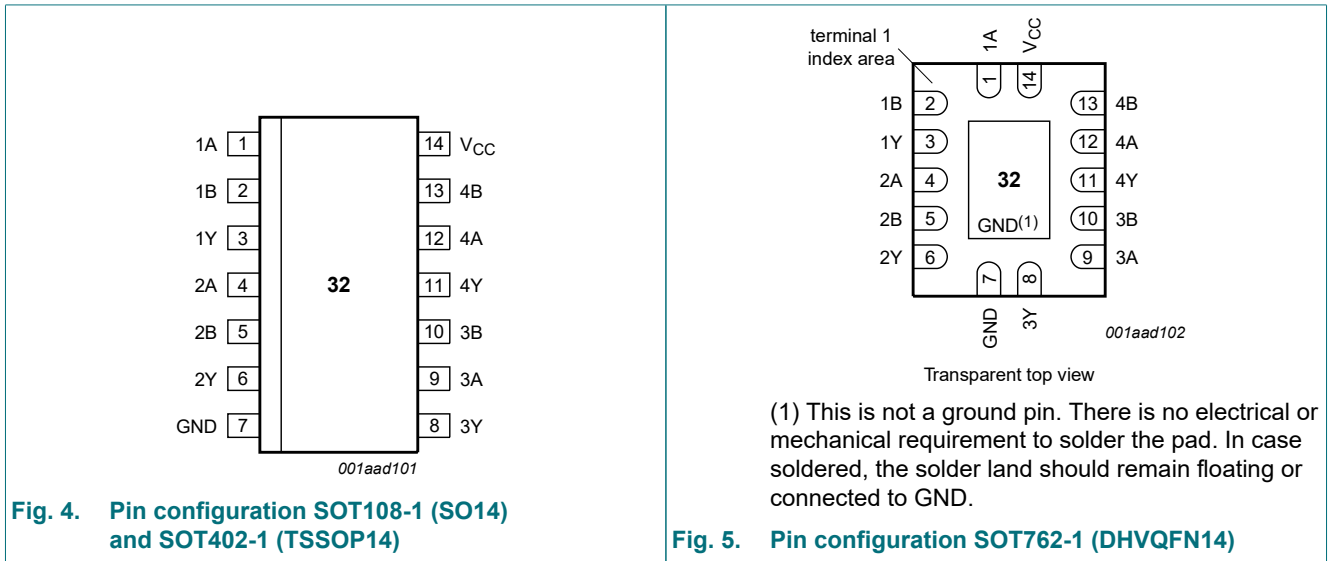 1A 1
1B 2
1Y 3
2A 4
2B 5
2Y 6
GND 7
32
14 VCC
13 4B
12 4A
11 4Y
10 3B
9 3A
8 3Y
001aad101
Fig. 4. Pin configuration SOT108-1 (SO14)
and SOT402-1 (TSSOP14)
terminal 1
index area
1A
VCC
1
14
1B 2
1Y 3
2A 4
2B 5
2Y 6
32
GND(1)
13 4B
12 4A
11 4Y
10 3B
9 3A
7
8
GND
3Y
001aad102
Transparent top view
(1) This is not a ground pin. There is no electrical or
mechanical requirement to solder the pad. In case
soldered, the solder land should remain floating or
connected to GND.
Fig. 5. Pin configuration SOT762-1 (DHVQFN14)